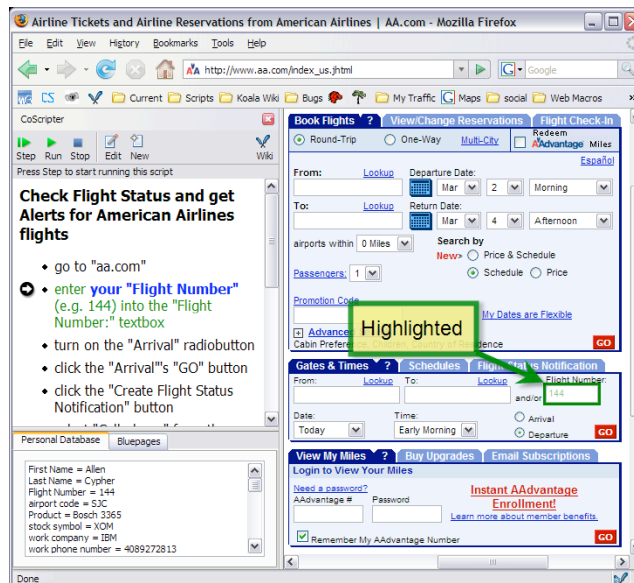 Airline Tickets and Airline Reservations from American Airlines | AA.com - Mozilla Firefox
File Edit View History Bookmarks Tools Help
http://www.aa.com/index_us.jhtml
Google
CS Current Scripts Koala Wiki Bugs My Traffic Maps social Web Macros
CoScripter
Step Run Stop Edit New Wiki
Press Step to start running this script
Check Flight Status and get
Alerts for American Airlines
flights
go to "aa.com"
enter your "Flight Number"
(e.g. 144) into the "Flight
Number:" textbox
turn on the "Arrival" radiobutton
click the "Arrival"'s "GO" button
click the "Create Flight Status
Notification" button
Personal Database Bluepages
First Name = Allen
Last Name = Cypher
Flight Number = 144
airport code = SJC
Product = Bosch 3365
stock symbol = XOM
work company = IBM
work phone number = 4089272813
Book Flights ? View/Change Reservations Flight Check-In
Round-Trip One-Way Multi-City Redeem AAdvantage Miles
Español
From: Lookup Departure Date:
Mar 2 Morning
To: Lookup Return Date:
Mar 4 Afternoon
airports within 0 Miles Search by
New> Price & Schedule
Passengers: 1 Schedule Price
Promotion Code
My Dates are Flexible
Highlighted
Advanced
Cabin Preference, Children, Country of Residence GO
Gates & Times ? Schedules Flight Status Notification
From: Lookup To: Lookup Flight Number:
and/or 144
Date: Time: Arrival
Today Early Morning Departure GO
View My Miles ? Buy Upgrades Email Subscriptions
Login to View Your Miles
Need a password?
AAdvantage # Password
Instant AAdvantage
Enrollment!
Learn more about member benefits.
Remember My AAdvantage Number GO
Done